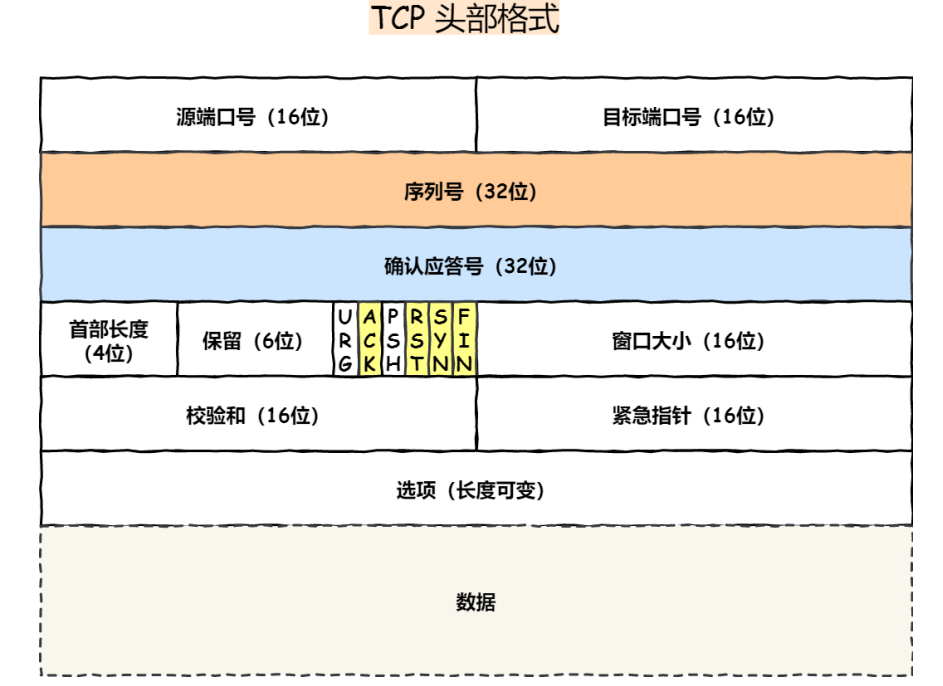 TCP 头部格式
源端口号（16位） 目标端口号（16位）
序列号（32位）
确认应答号（32位）
首部长度
（4位）
保留（6位）
URG
ACK
PSH
RST
SYN
FIN
窗口大小（16位）
校验和（16位） 紧急指针（16位）
选项（长度可变）
数据